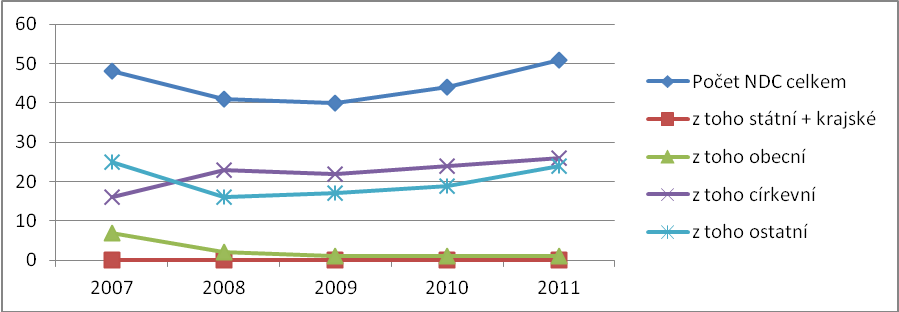 60
50
40
30
20
10
0
2007 2008 2009 2010 2011
Počet NDC celkem
z toho státní + krajské
z toho obecní
z toho církevní
z toho ostatní